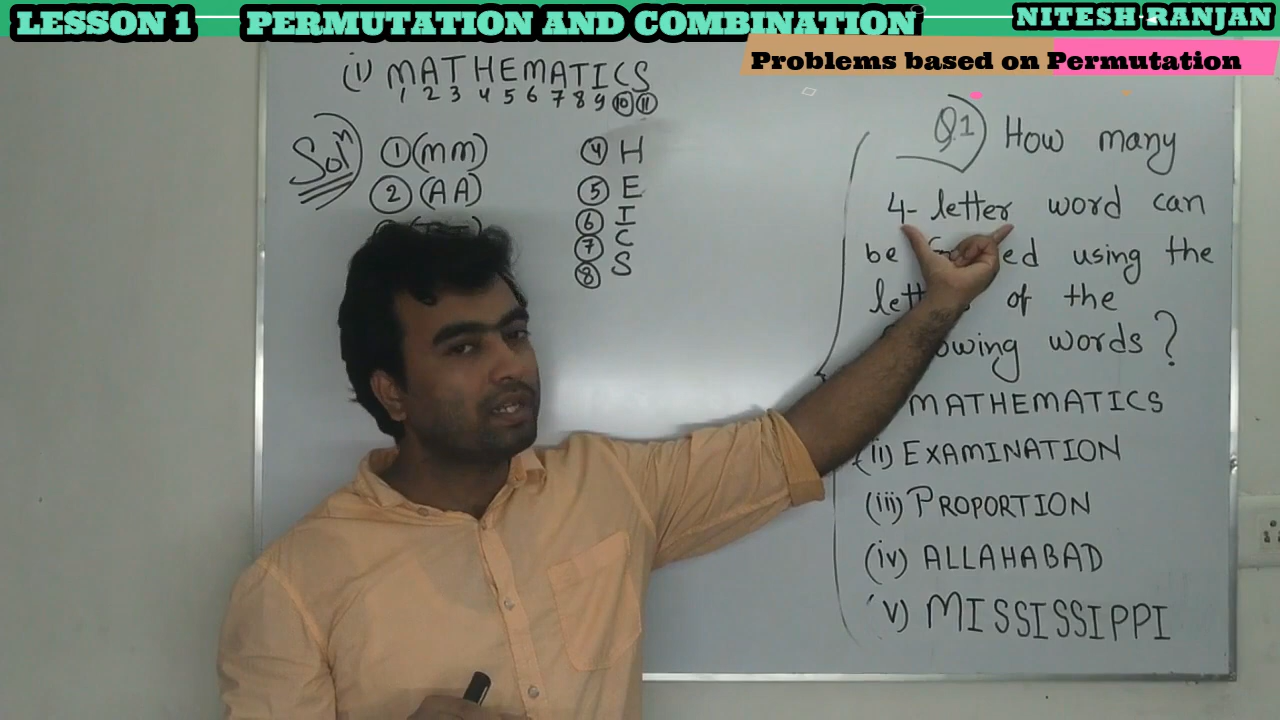 LESSON 1 PERMUTATION AND COMBINATION
NITESH RANJAN
Problems based on Permutation
(i) MATHEMATICS
1 2 3 4 5 6 7 8 9 10 11
Solⁿ
① (MM)
② (AA)
④ H
⑤ E
⑥ I
⑦ C
⑧ S
Q1) How many
4- letter word can
be ed using the
of the
words?
MATHEMATICS
(ii) EXAMINATION
(iii) PROPORTION
(iv) ALLAHABAD
v) MISSISSIPPI